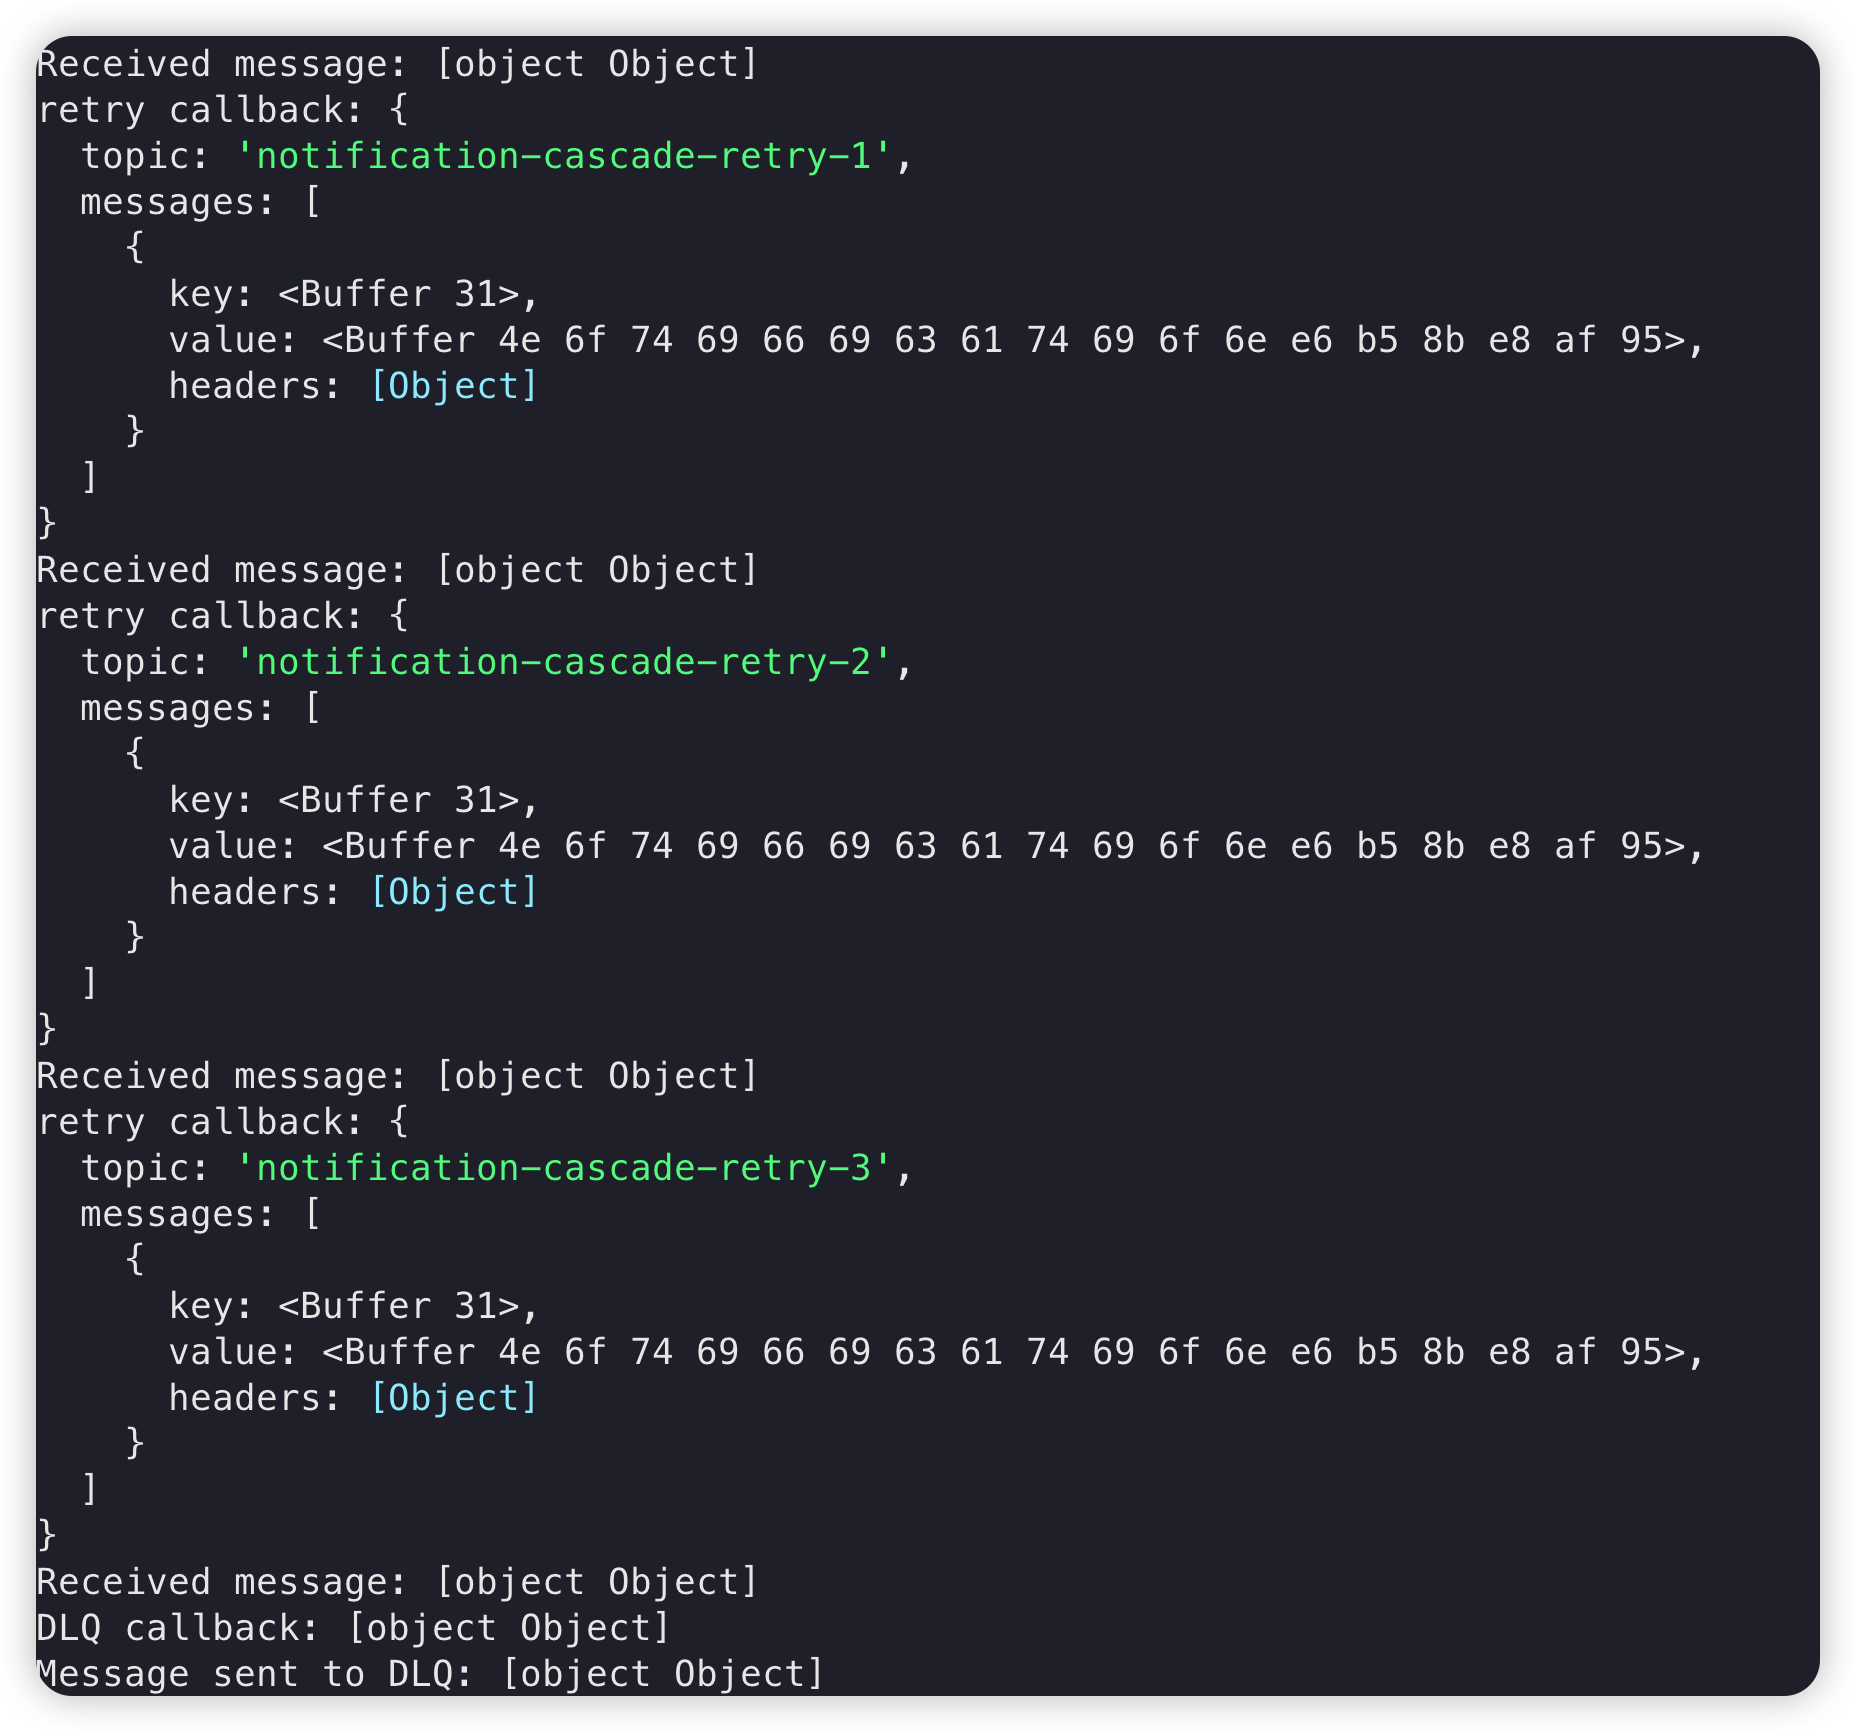 Received message: [object Object]
retry callback: {
  topic: 'notification-cascade-retry-1',
  messages: [
    {
      key: <Buffer 31>,
      value: <Buffer 4e 6f 74 69 66 69 63 61 74 69 6f 6e e6 b5 8b e8 af 95>,
      headers: [Object]
    }
  ]
}
Received message: [object Object]
retry callback: {
  topic: 'notification-cascade-retry-2',
  messages: [
    {
      key: <Buffer 31>,
      value: <Buffer 4e 6f 74 69 66 69 63 61 74 69 6f 6e e6 b5 8b e8 af 95>,
      headers: [Object]
    }
  ]
}
Received message: [object Object]
retry callback: {
  topic: 'notification-cascade-retry-3',
  messages: [
    {
      key: <Buffer 31>,
      value: <Buffer 4e 6f 74 69 66 69 63 61 74 69 6f 6e e6 b5 8b e8 af 95>,
      headers: [Object]
    }
  ]
}
Received message: [object Object]
DLQ callback: [object Object]
Message sent to DLQ: [object Object]